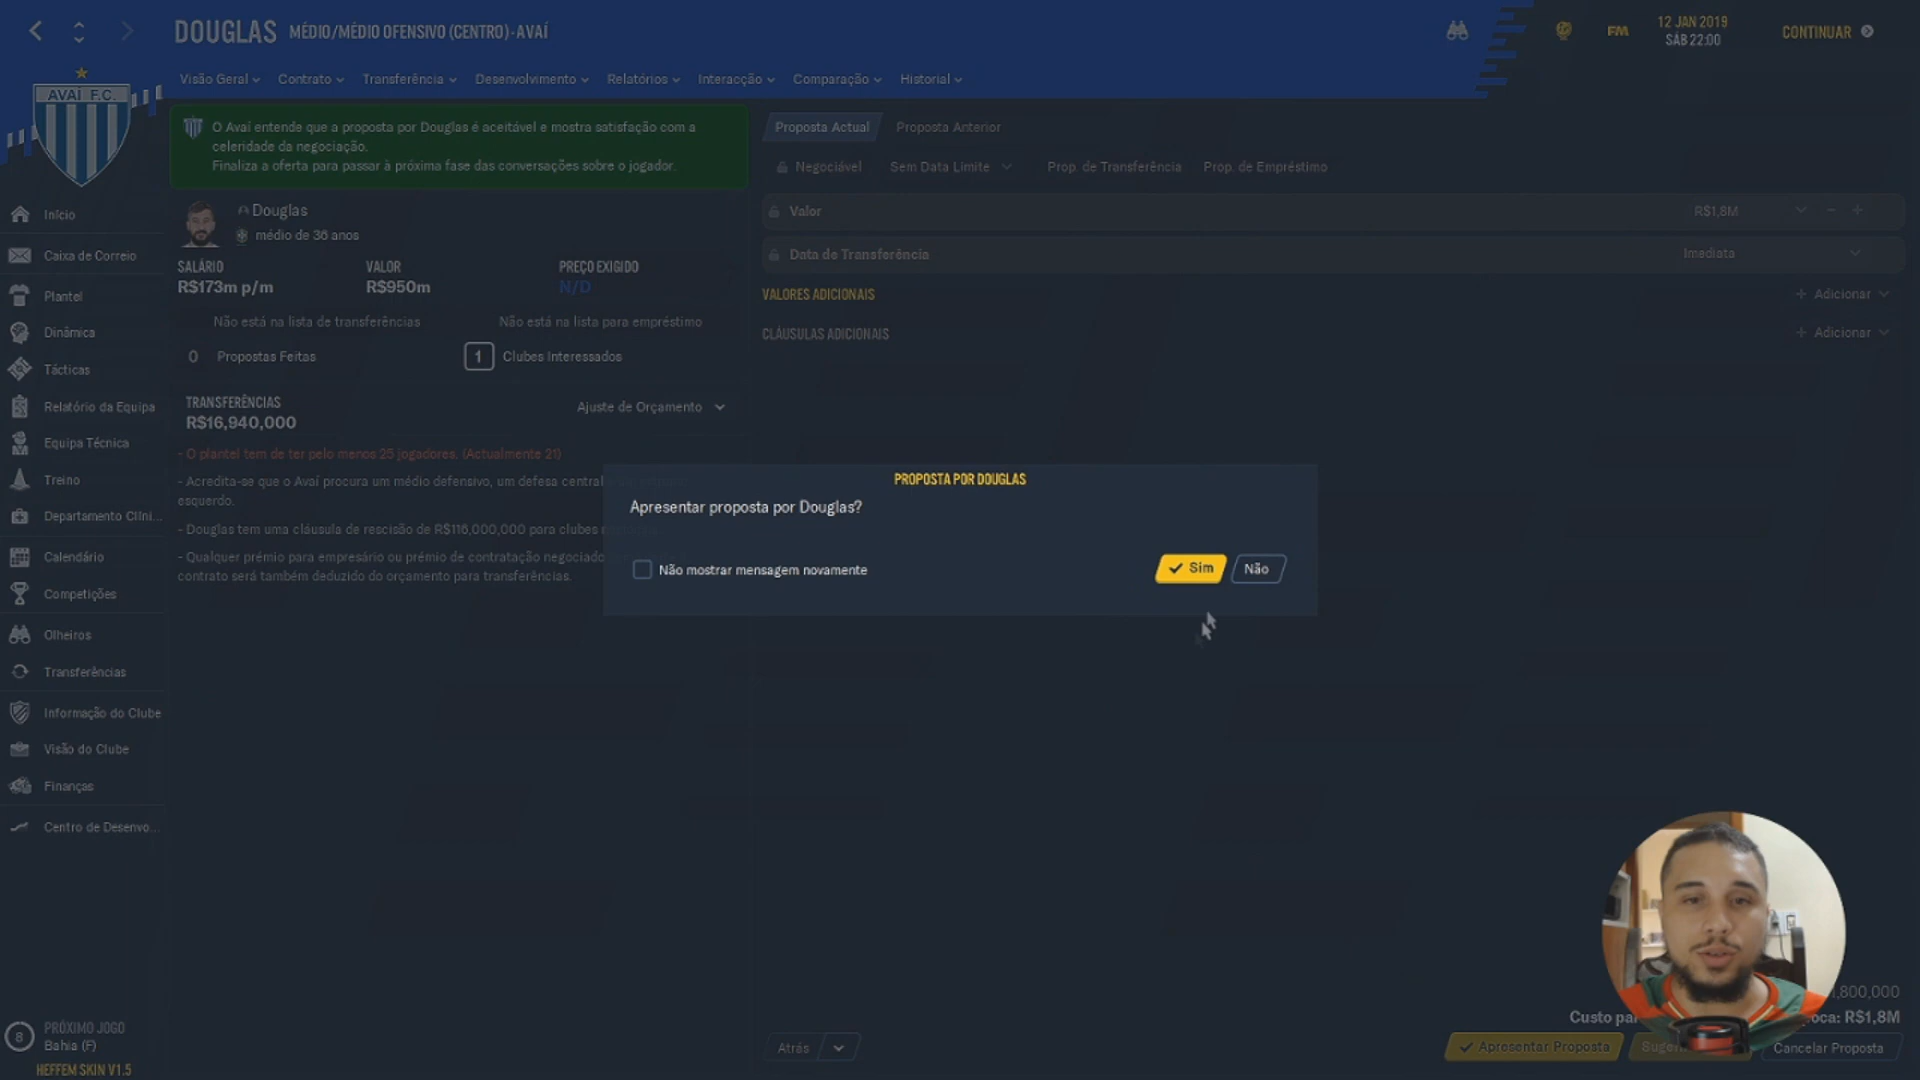 DOUGLAS MÉDIO/MÉDIO OFENSIVO (CENTRO) - AVAÍ
FM
12 JAN 2019
SÁB 22:00
CONTINUAR
Visão Geral
Contrato
Transferência
Desenvolvimento
Relatórios
Interacção
Comparação
Historial
AVAÍ F.C.
Início
Caixa de Correio
Plantel
Dinâmica
Tácticas
Relatório da Equipa
Equipa Técnica
Treino
Departamento Clíni...
Calendário
Competições
Olheiros
Transferências
Informação do Clube
Visão do Clube
Finanças
Centro de Desenvo...
8
PRÓXIMO JOGO
Bahia (F)
HEFFEM SKIN V1.5
O Avaí entende que a proposta por Douglas é aceitável e mostra satisfação com a
celeridade da negociação.
Finaliza a oferta para passar à próxima fase das conversações sobre o jogador.
Douglas
médio de 36 anos
SALÁRIO
R$173m p/m
VALOR
R$950m
PREÇO EXIGIDO
N/D
Não está na lista de transferências
Não está na lista para empréstimo
0 Propostas Feitas
1 Clubes Interessados
TRANSFERÊNCIAS
R$16,940,000
Ajuste de Orçamento
- O plantel tem de ter pelo menos 25 jogadores. (Actualmente 21)
- Acredita-se que o Avaí procura um médio defensivo, um defesa central
esquerdo.
- Douglas tem uma cláusula de rescisão de R$116,000,000 para clubes
- Qualquer prémio para empresário ou prémio de contratação negociado
contrato será também deduzido do orçamento para transferências.
Proposta Actual
Proposta Anterior
Negociável
Sem Data Limite
Prop. de Transferência
Prop. de Empréstimo
Valor
R$1,8M
Data de Transferência
Imediata
VALORES ADICIONAIS
+ Adicionar
CLÁUSULAS ADICIONAIS
+ Adicionar
PROPOSTA POR DOUGLAS
Apresentar proposta por Douglas?
Não mostrar mensagem novamente
Sim
Não
,800,000
Custo
R$1,8M
Atrás
Apresentar Proposta
Cancelar Proposta